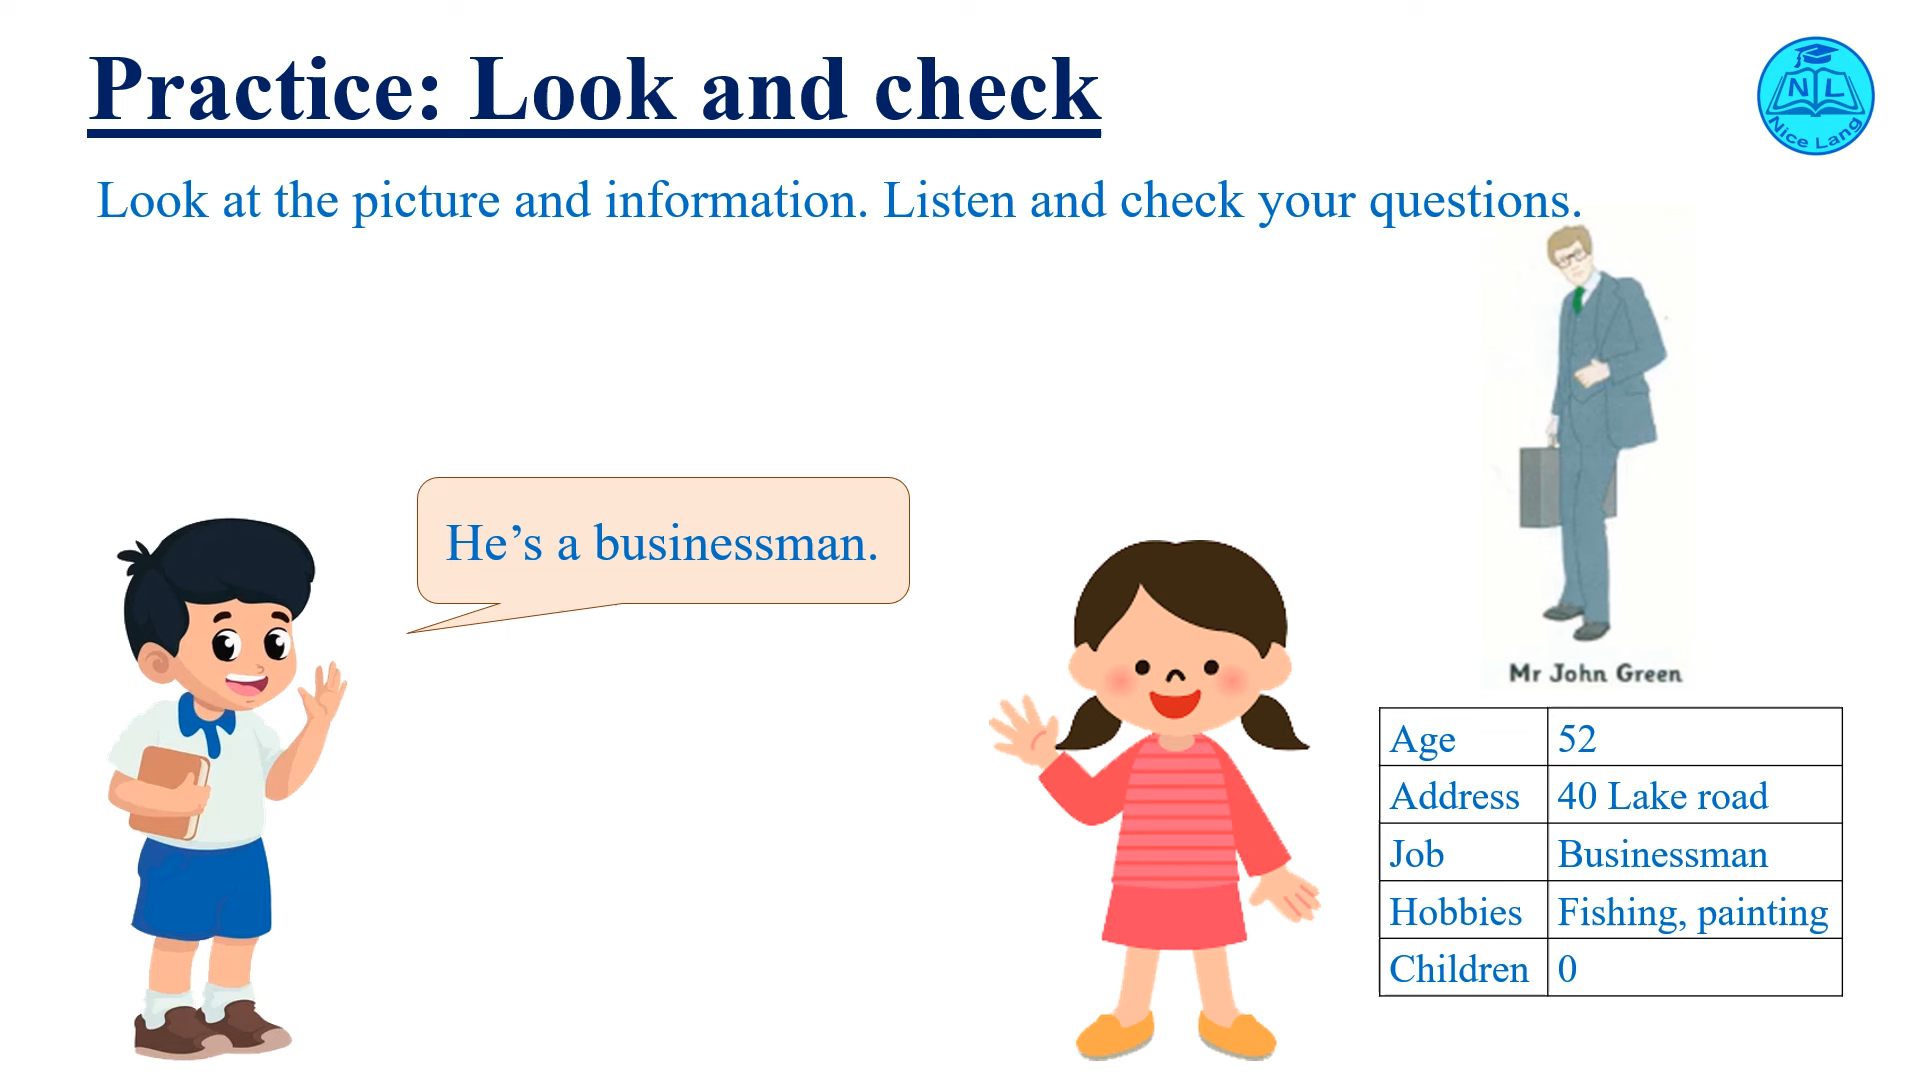 Practice: Look and check
N L
Nice Lang
Look at the picture and information. Listen and check your questions.
He’s a businessman.
Mr John Green
Age 52
Address 40 Lake road
Job Businessman
Hobbies Fishing, painting
Children 0